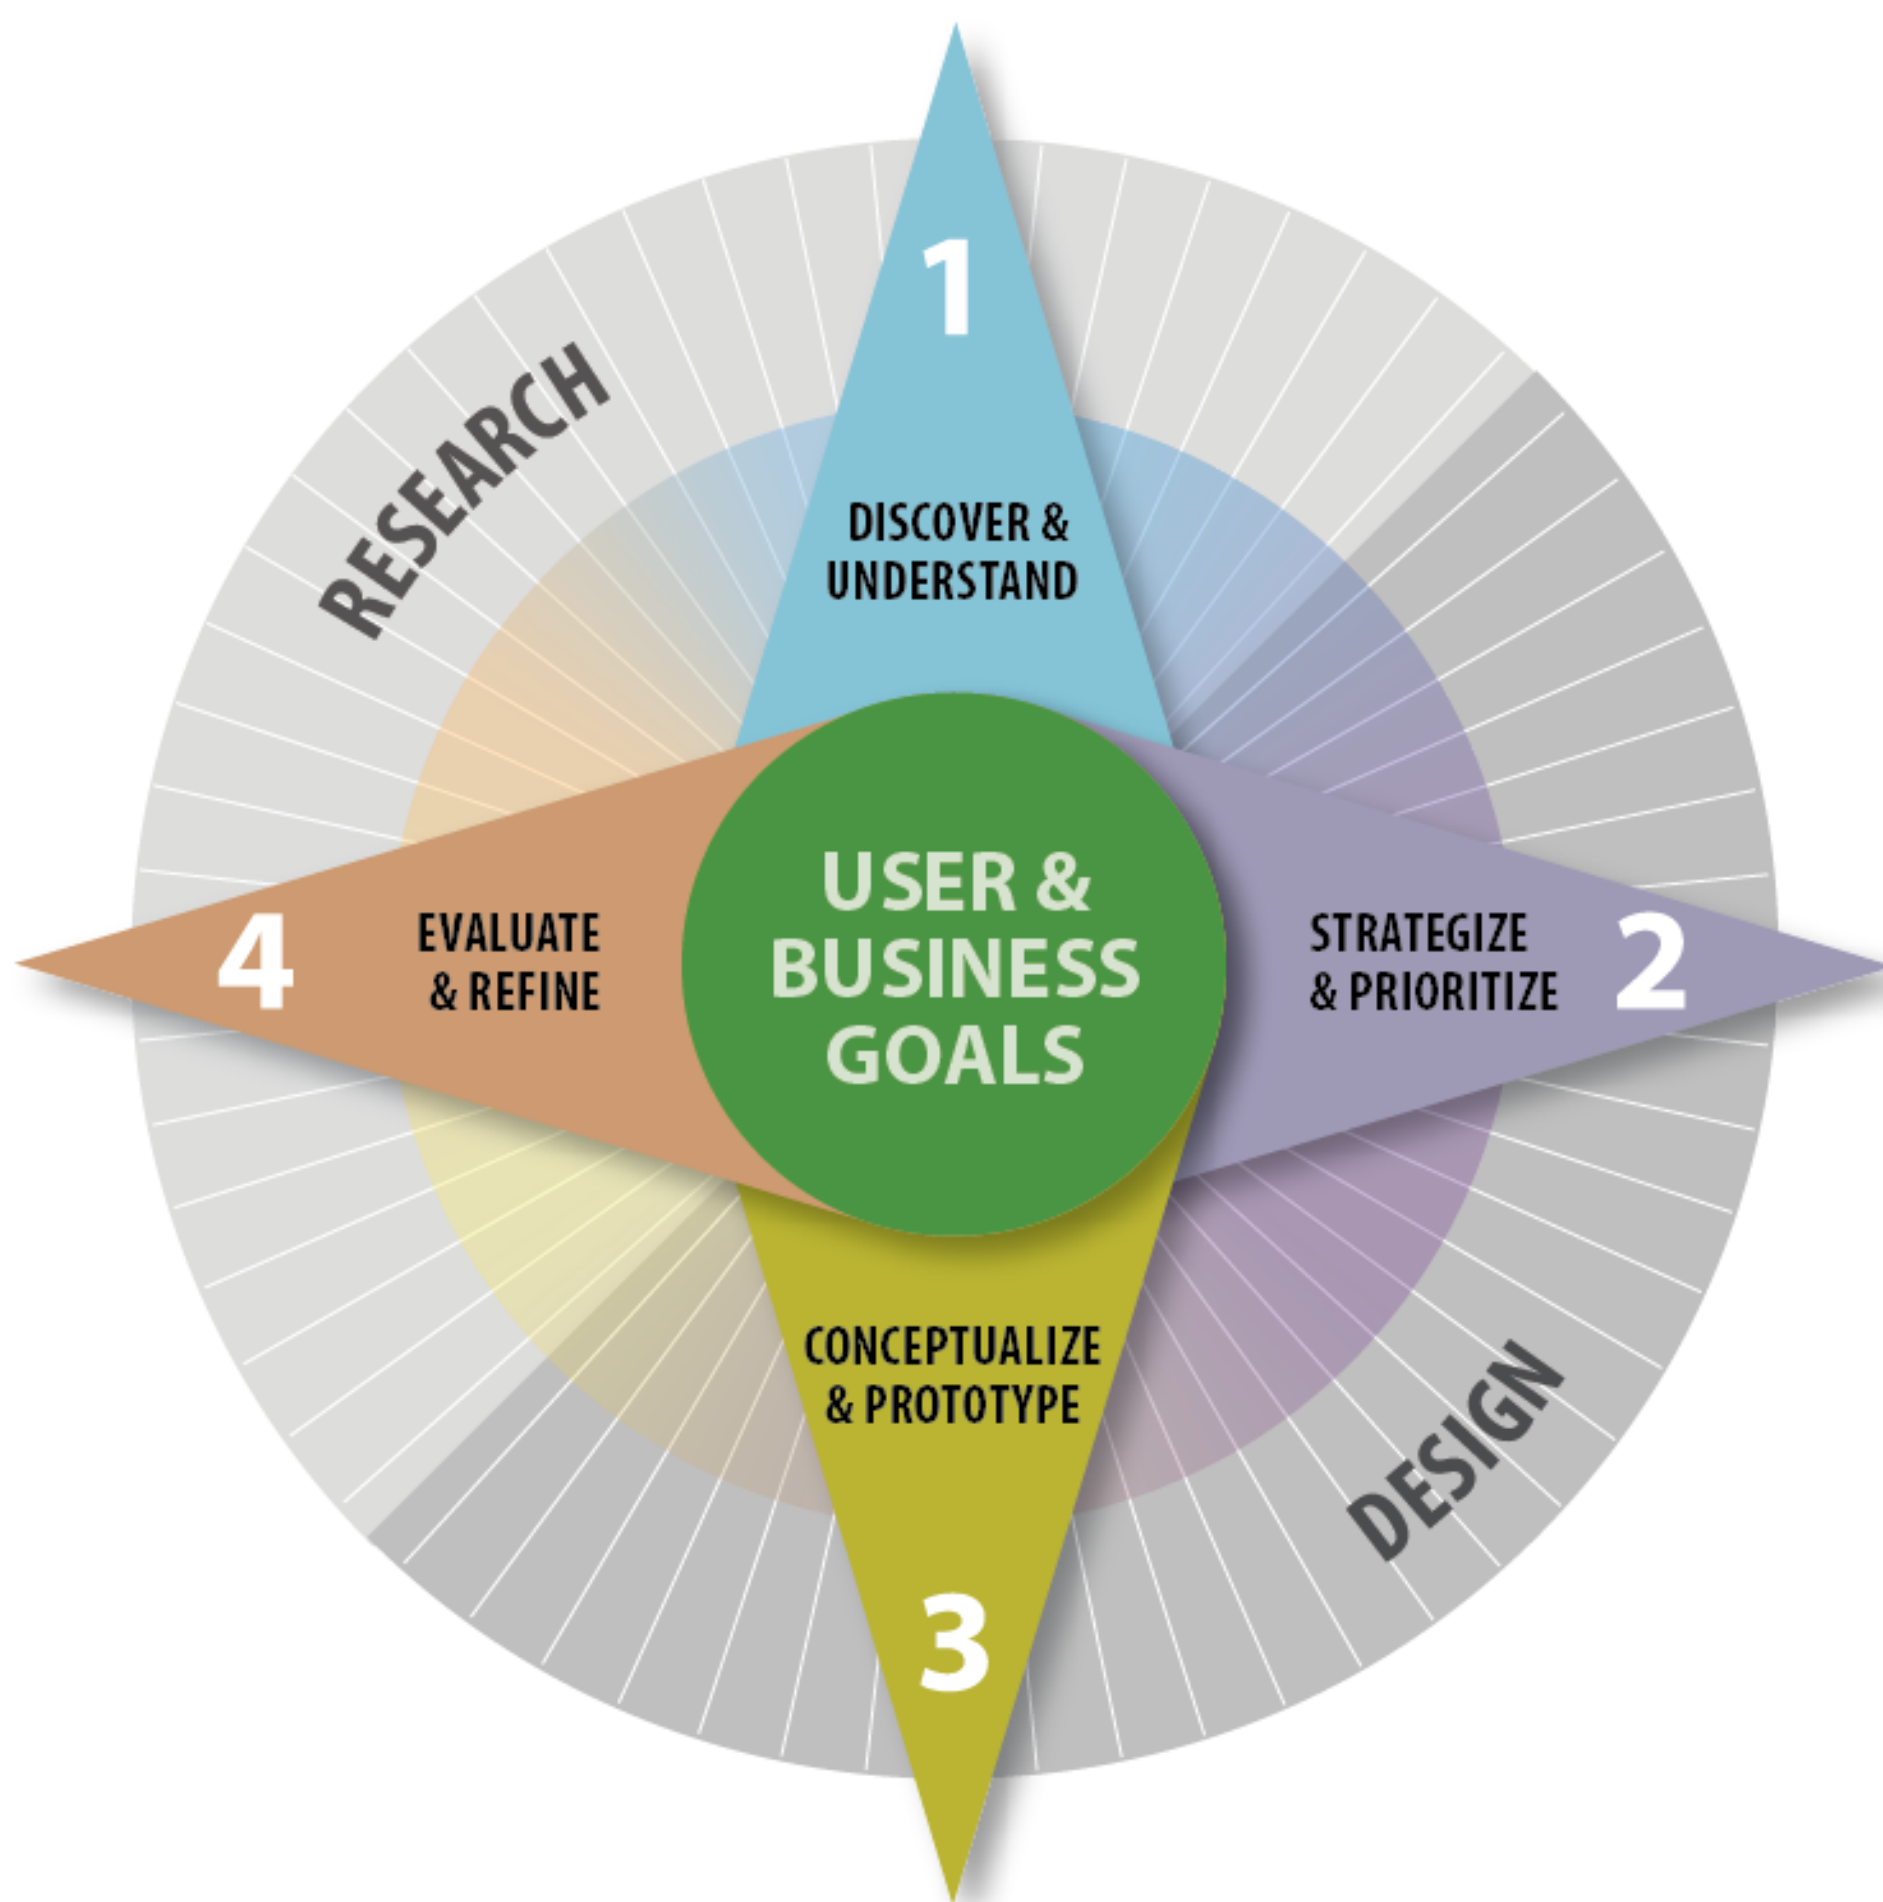 1
DISCOVER &
UNDERSTAND
RESEARCH
USER &
BUSINESS
GOALS
STRATEGIZE
& PRIORITIZE
2
CONCEPTUALIZE
& PROTOTYPE
3
DESIGN
4
EVALUATE
& REFINE